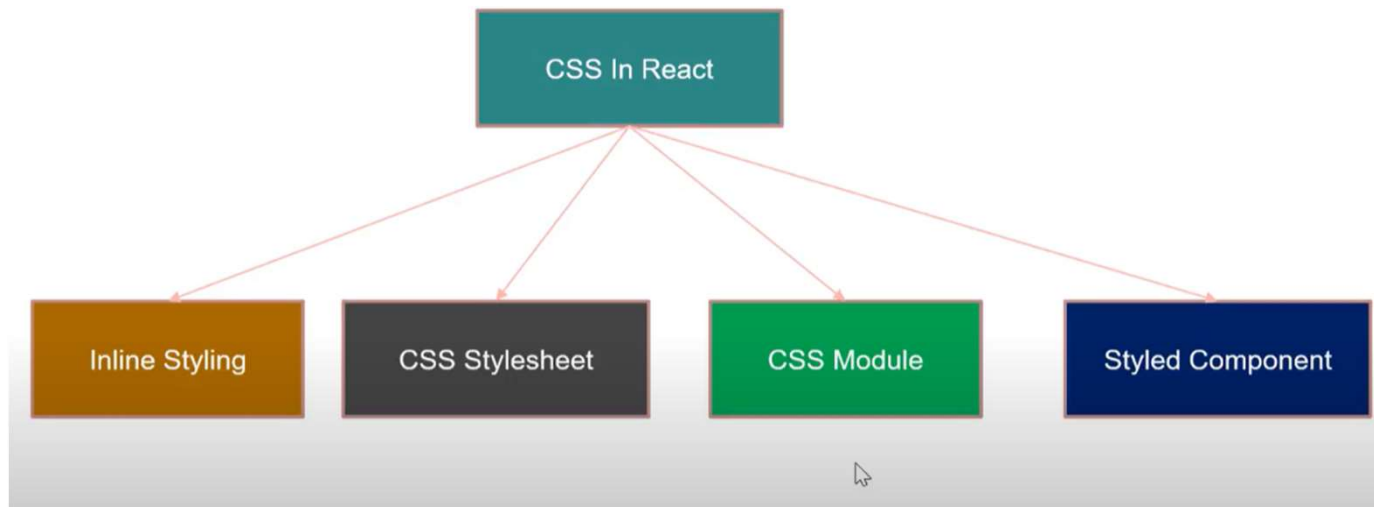 CSS In React
Inline Styling
CSS Stylesheet
CSS Module
Styled Component